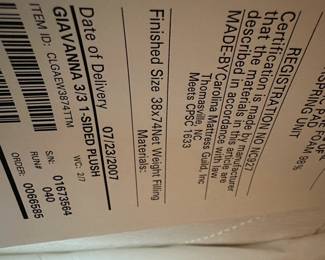 SPRING UNIT
REGISTRATION NO NC927
Certification is made by manufacturer
that the materials in this article are
described in accordance with law
MADE-BY Carolina Mattress Guild, Inc
Thomasville, NC
Meets CPSC 1633
Finished Size 38x74 Net Weight Filling
Materials:
Date of Delivery 07/23/2007
GIAVANNA 3/3 1-SIDED PLUSH
WC: 2/7
ITEM ID: CLGAEW3874TTM
SN: 01673564
RUN#: 040
ORDER: 0066585